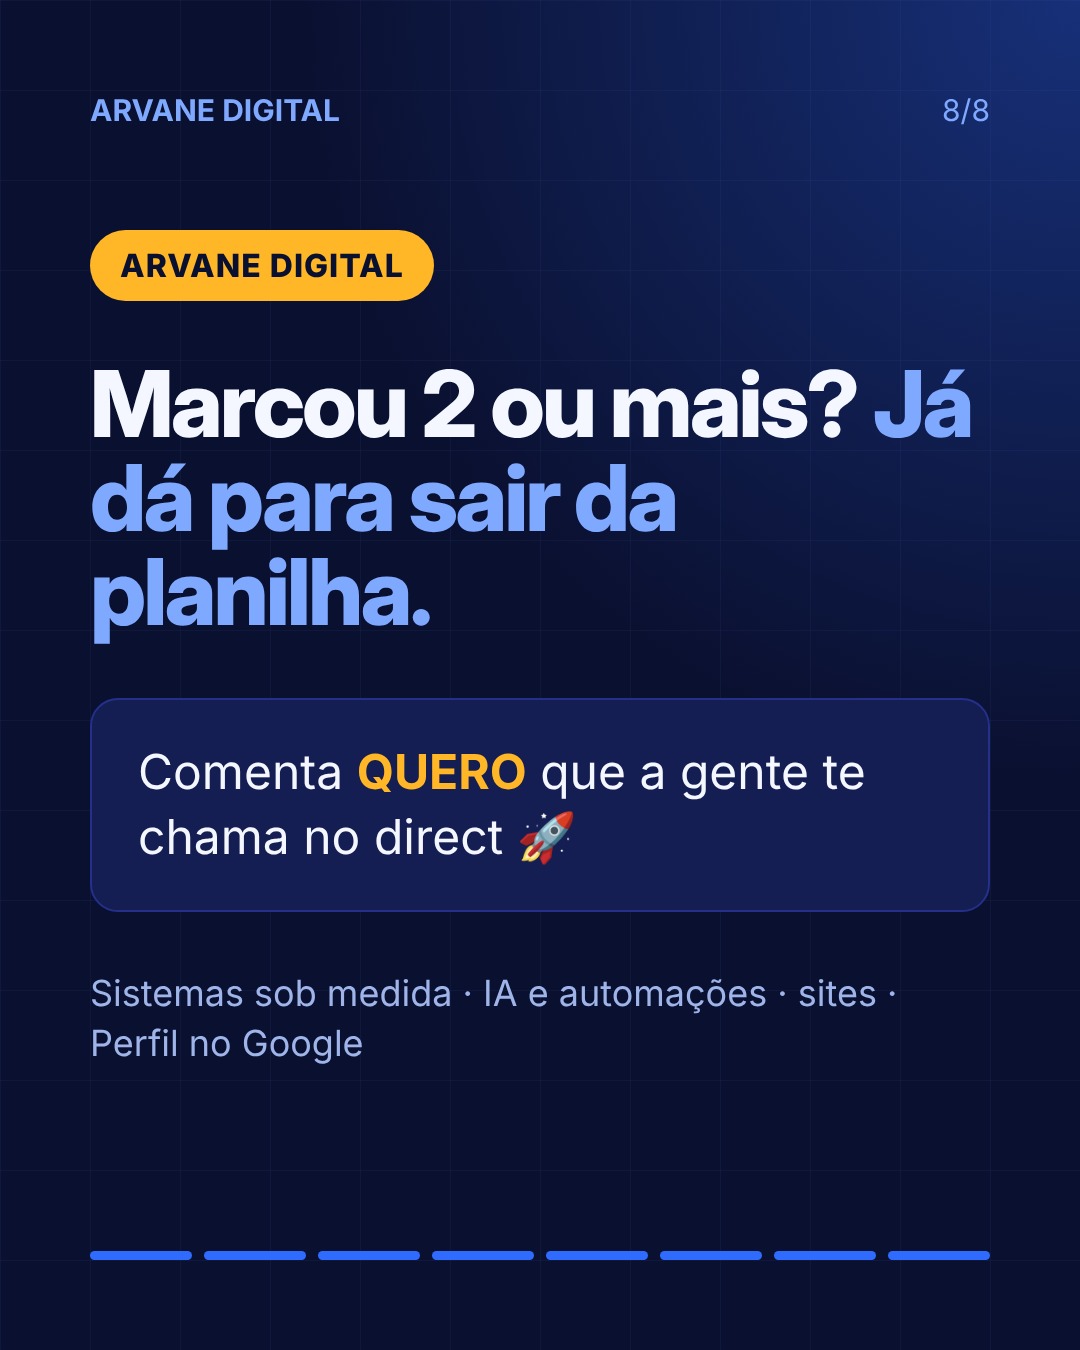 ARVANE DIGITAL
8/8
ARVANE DIGITAL
Marcou 2 ou mais? Já
dá para sair da
planilha.
Comenta QUERO que a gente te
chama no direct 🚀
Sistemas sob medida · IA e automações · sites ·
Perfil no Google